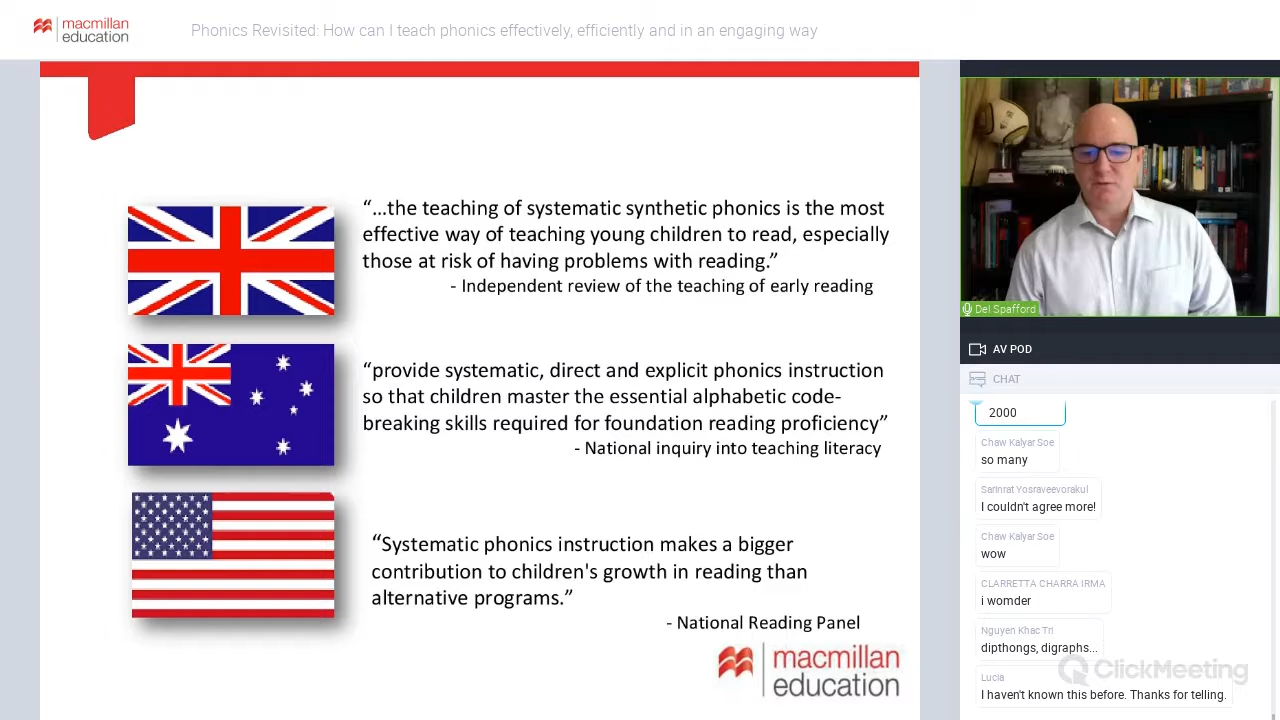 macmillan
education
Phonics Revisited: How can I teach phonics effectively, efficiently and in an engaging way
“...the teaching of systematic synthetic phonics is the most
effective way of teaching young children to read, especially
those at risk of having problems with reading.”
- Independent review of the teaching of early reading
“provide systematic, direct and explicit phonics instruction
so that children master the essential alphabetic code-
breaking skills required for foundation reading proficiency”
- National inquiry into teaching literacy
“Systematic phonics instruction makes a bigger
contribution to children's growth in reading than
alternative programs.”
- National Reading Panel
macmillan
education
Del Spafford
AV POD
CHAT
2000
Chaw Kalyar Soe
so many
Sarinrat Yosraveevorakul
I couldn't agree more!
Chaw Kalyar Soe
wow
CLARRETTA CHARRA IRMA
i womder
Nguyen Khac Tri
dipthongs, digraphs...
ClickMeeting
Lucia
I haven't known this before. Thanks for telling.